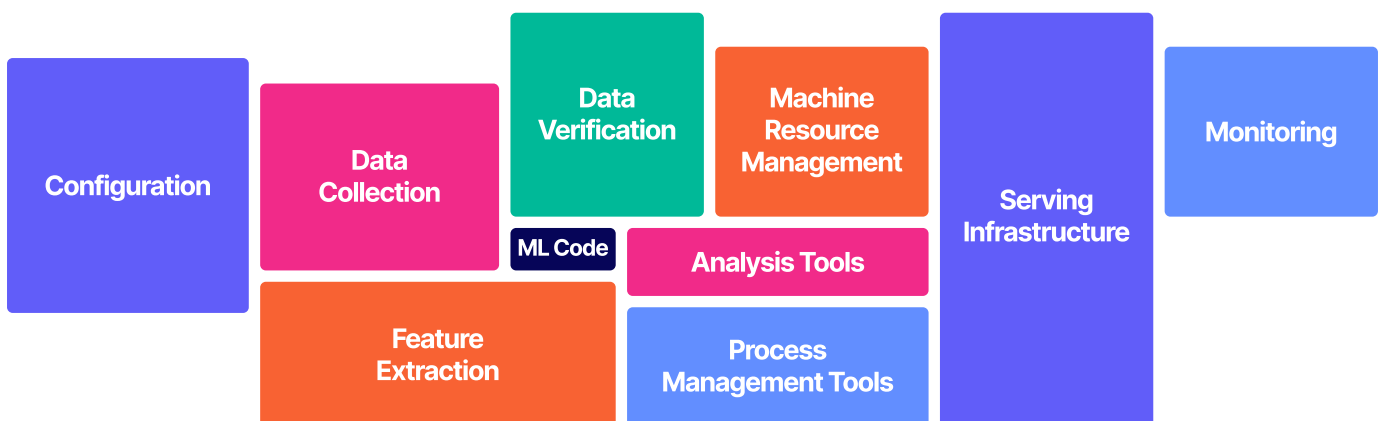 Configuration
Data
Collection
Data
Verification
Machine
Resource
Management
Serving
Infrastructure
Monitoring
ML Code
Analysis Tools
Feature
Extraction
Process
Management Tools